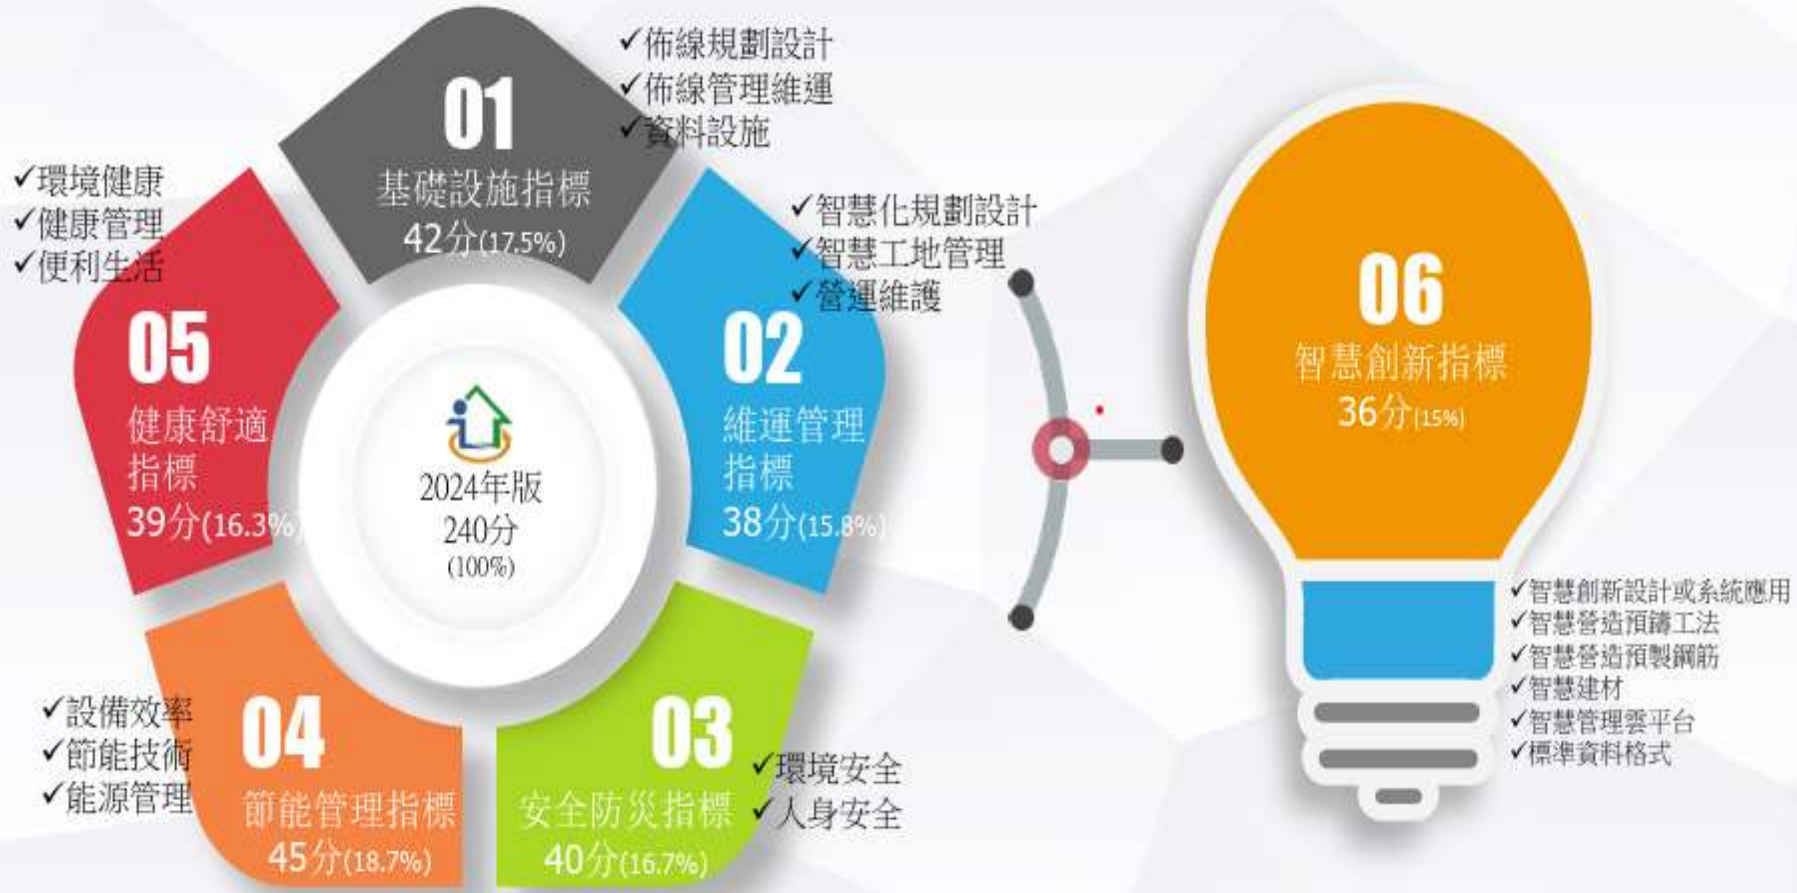 01
基礎設施指標
42分(17.5%)
✓佈線規劃設計
✓佈線管理維運
✓資料設施
02
維運管理
指標
38分(15.8%)
✓智慧化規劃設計
✓智慧工地管理
✓營運維護
03
安全防災指標
40分(16.7%)
✓環境安全
✓人身安全
04
節能管理指標
45分(18.7%)
✓設備效率
✓節能技術
✓能源管理
05
健康舒適
指標
39分(16.3%)
✓環境健康
✓健康管理
✓便利生活
2024年版
240分
(100%)
06
智慧創新指標
36分(15%)
✓智慧創新設計或系統應用
✓智慧營造預鑄工法
✓智慧營造預製鋼筋
✓智慧建材
✓智慧管理雲平台
✓標準資料格式